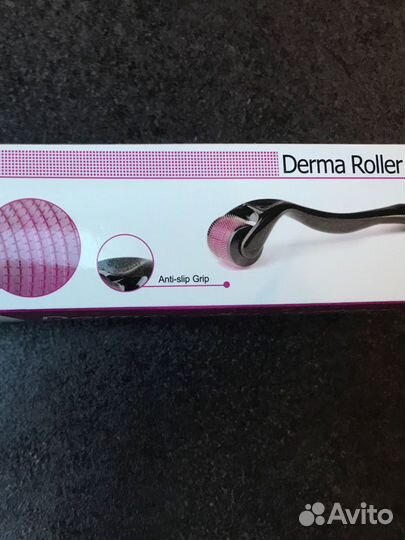 Derma Roller
Anti-slip Grip
Avito